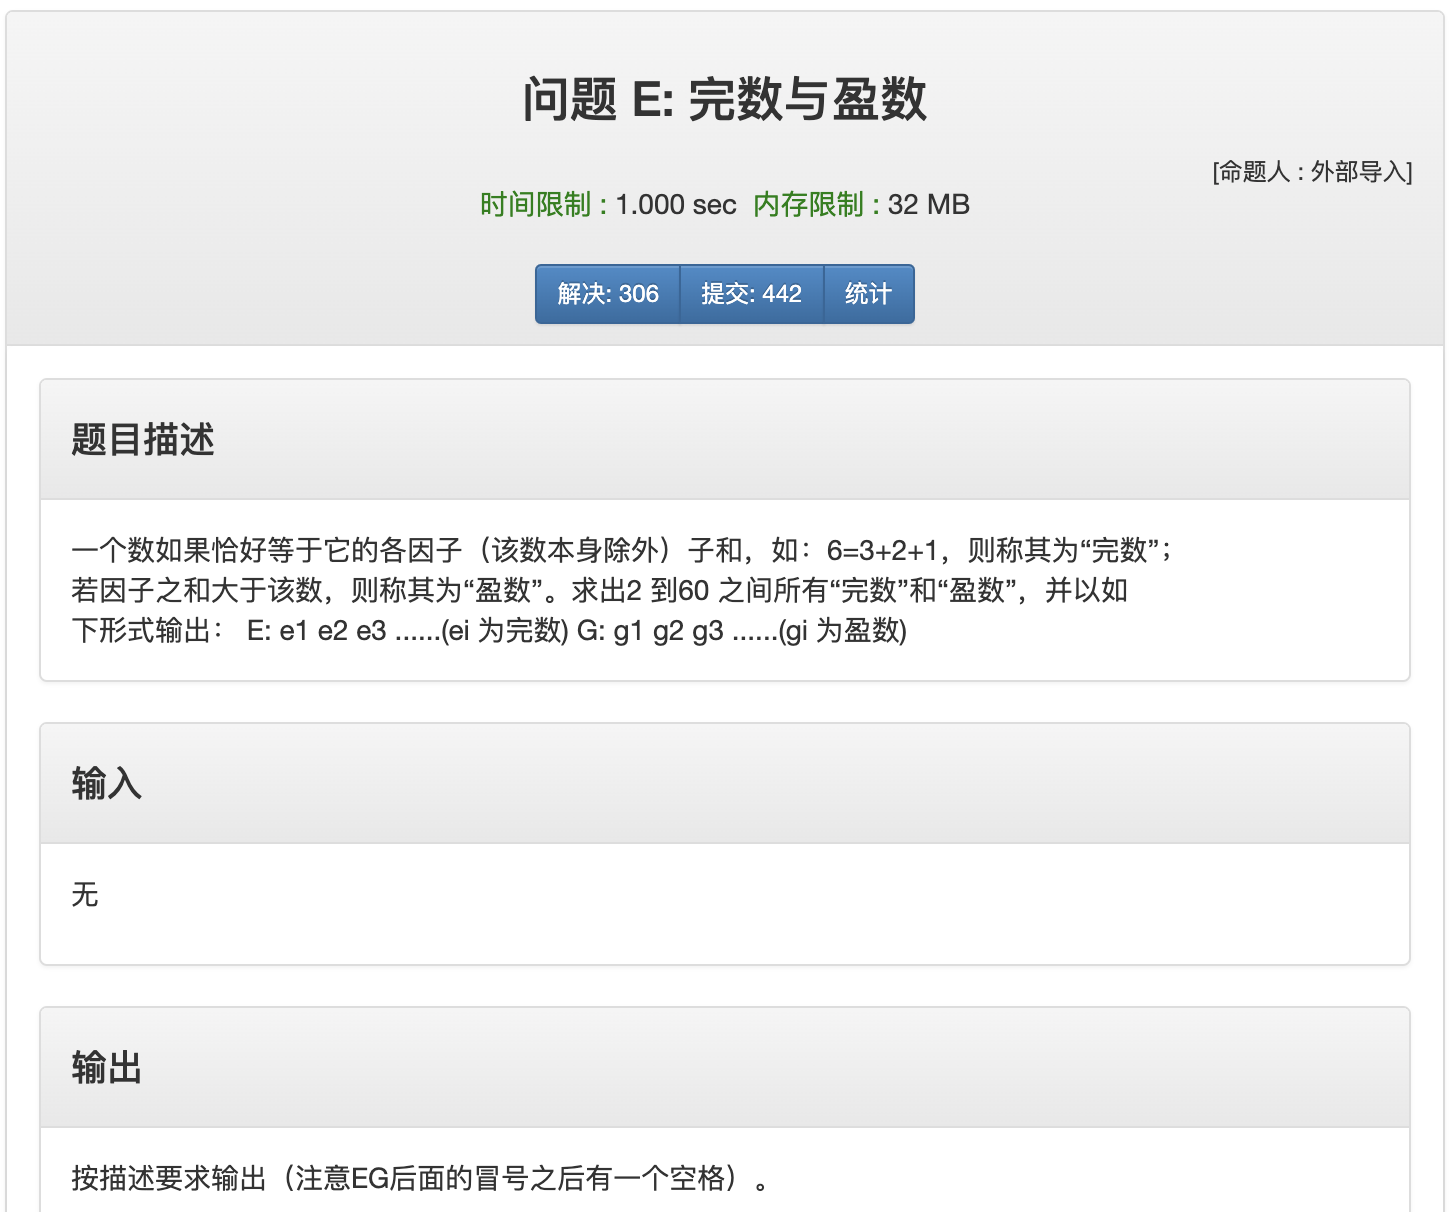 问题 E: 完数与盈数
[命题人 : 外部导入]
时间限制 : 1.000 sec 内存限制 : 32 MB
解决: 306 提交: 442 统计
题目描述
一个数如果恰好等于它的各因子（该数本身除外）子和，如：6=3+2+1，则称其为“完数”；
若因子之和大于该数，则称其为“盈数”。求出2 到60 之间所有“完数”和“盈数”，并以如
下形式输出： E: e1 e2 e3 ......(ei 为完数) G: g1 g2 g3 ......(gi 为盈数)
输入
无
输出
按描述要求输出（注意EG后面的冒号之后有一个空格）。